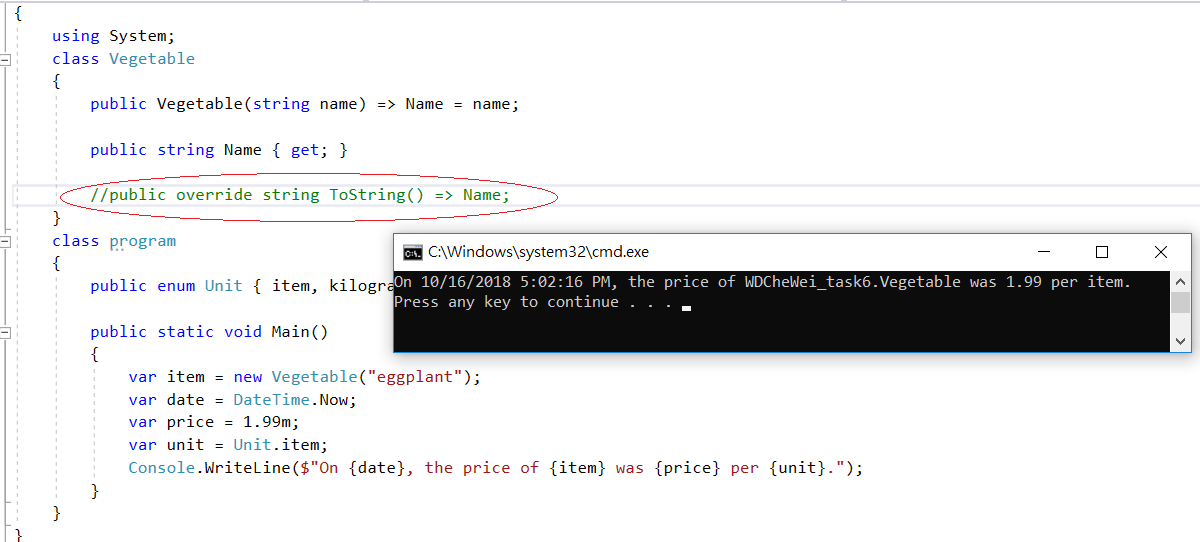 {
using System;
class Vegetable
{
public Vegetable(string name) => Name = name;
public string Name { get; }
//public override string ToString() => Name;
}
class program
{
public enum Unit { item, kilogra
public static void Main()
{
var item = new Vegetable("eggplant");
var date = DateTime.Now;
var price = 1.99m;
var unit = Unit.item;
Console.WriteLine($"On {date}, the price of {item} was {price} per {unit}.");
}
}
}
C:\Windows\system32\cmd.exe
On 10/16/2018 5:02:16 PM, the price of WDCheWei_task6.Vegetable was 1.99 per item.
Press any key to continue . . .